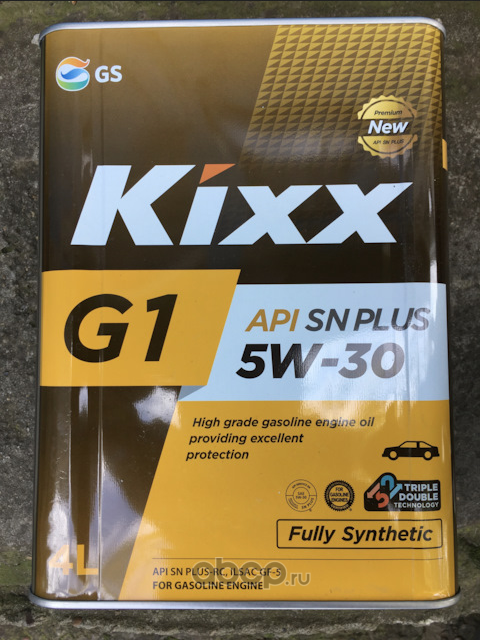 GS
Premium
New
API SN PLUS
Kixx
G1
API SN PLUS
5W-30
High grade gasoline engine oil
providing excellent
protection
FOR
GASOLINE
ENGINES
TRIPLE
DOUBLE
TECHNOLOGY
Fully Synthetic
4L
API SN PLUS-RC, ILSAC GF-5
FOR GASOLINE ENGINE
abcp.ru